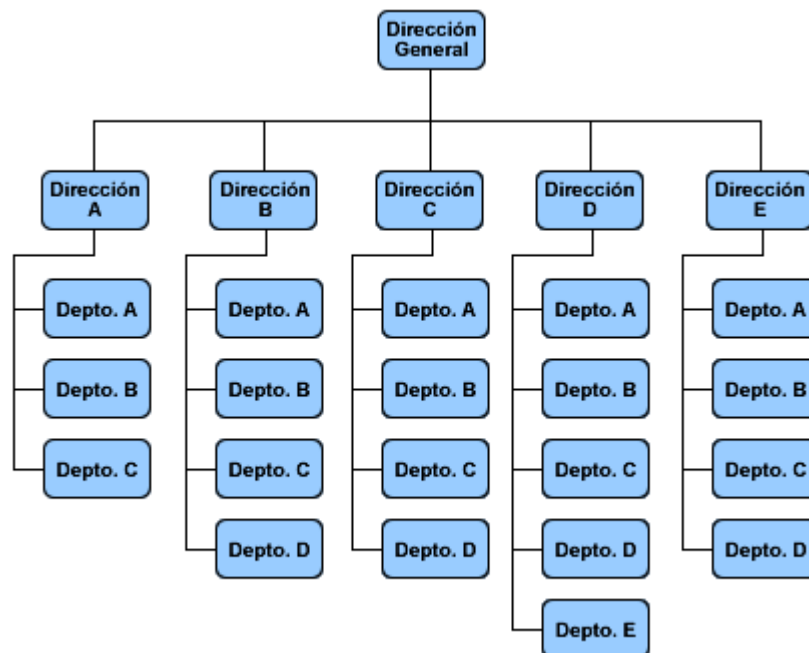 Dirección
General
Dirección
A
Dirección
B
Dirección
C
Dirección
D
Dirección
E
Depto. A
Depto. A
Depto. A
Depto. A
Depto. A
Depto. B
Depto. B
Depto. B
Depto. B
Depto. B
Depto. C
Depto. C
Depto. C
Depto. C
Depto. C
Depto. D
Depto. D
Depto. D
Depto. D
Depto. E